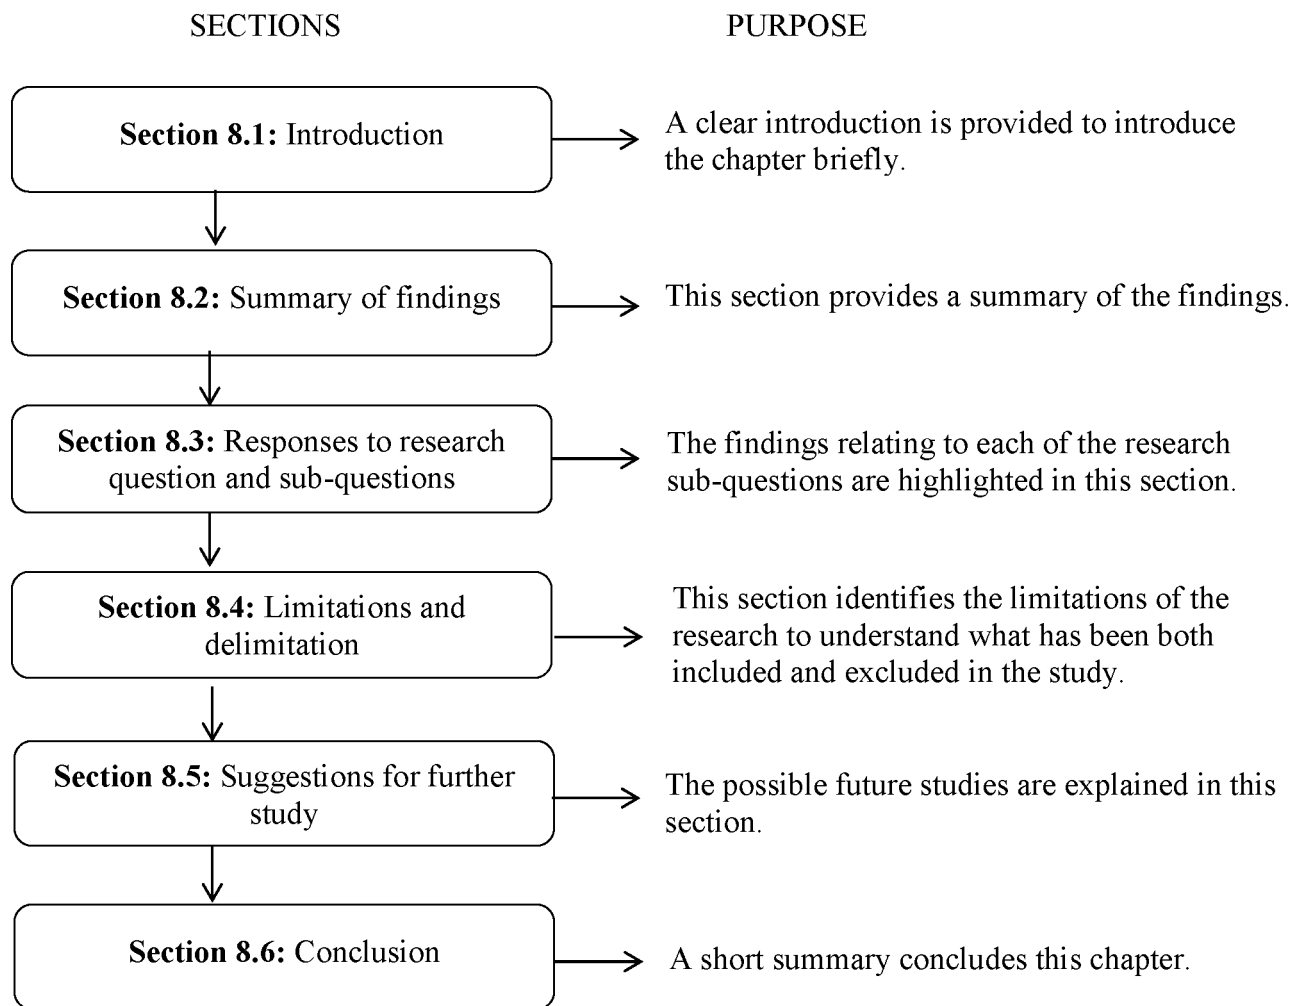 SECTIONS
PURPOSE
Section 8.1: Introduction
A clear introduction is provided to introduce
the chapter briefly.
Section 8.2: Summary of findings
This section provides a summary of the findings.
Section 8.3: Responses to research
question and sub-questions
The findings relating to each of the research
sub-questions are highlighted in this section.
Section 8.4: Limitations and
delimitation
This section identifies the limitations of the
research to understand what has been both
included and excluded in the study.
Section 8.5: Suggestions for further
study
The possible future studies are explained in this
section.
Section 8.6: Conclusion
A short summary concludes this chapter.